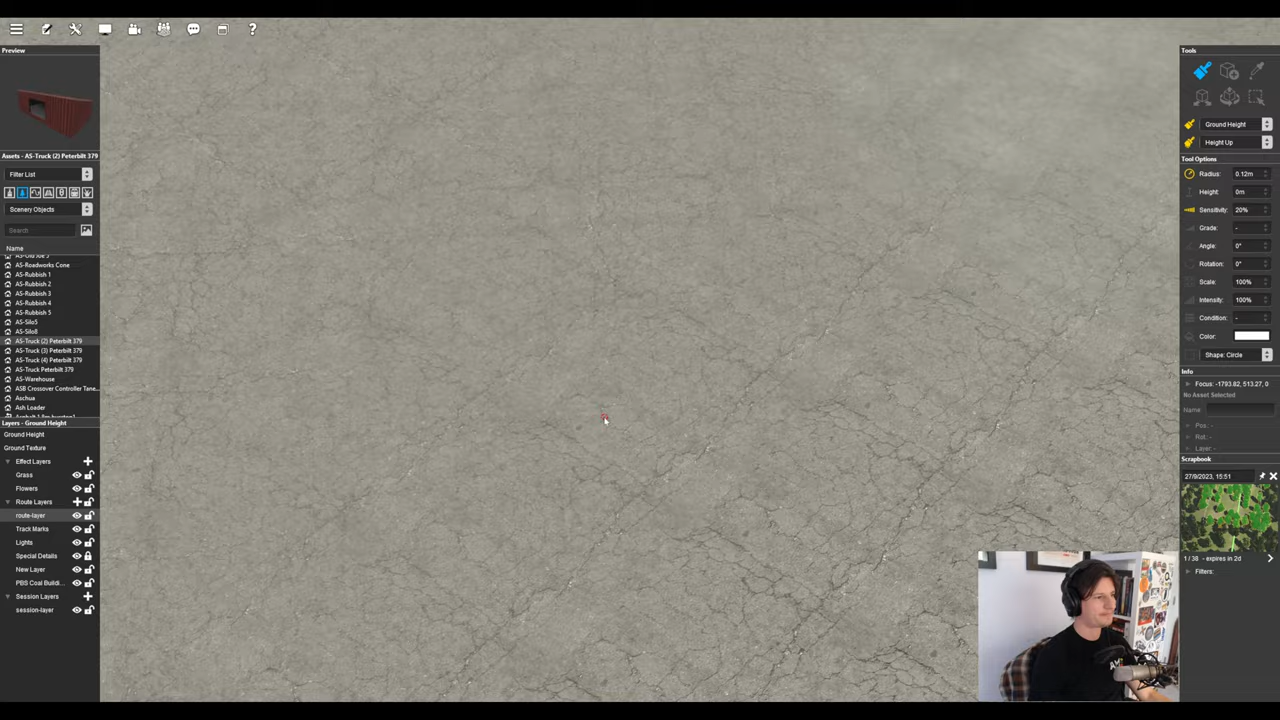 ?
Preview
Tools
Ground Height
Height Up
Assets - AS-Truck (2) Peterbilt 379
Tool Options
Filter List
Radius: 0.12m
Height: 0m
Scenery Objects
Sensitivity: 20%
Search
Grade: -
Name
Angle: 0°
AS-Roadworks Cone
Rotation: 0°
AS-Rubbish 1
AS-Rubbish 2
Scale: 100%
AS-Rubbish 3
AS-Rubbish 4
Intensity: 100%
AS-Rubbish 5
AS-Silo5
Condition: -
AS-Silo8
AS-Truck (2) Peterbilt 379
Color:
AS-Truck (3) Peterbilt 379
AS-Truck (4) Peterbilt 379
Shape: Circle
AS-Truck Peterbilt 379
AS-Warehouse
Info
ASB Crossover Controller Tane...
Focus: -1793.82, 513.27, 0
Aschua
No Asset Selected
Ash Loader
Name:
Layers - Ground Height
Pos.: -
Ground Height
Rot.: -
Ground Texture
Layer: -
Effect Layers
Scrapbook
Grass
27/9/2023, 15:51
Flowers
Route Layers
route-layer
Track Marks
Lights
Special Details
1 / 38 - expires in 2d
New Layer
Filters:
PBS Coal Buildi...
Session Layers
session-layer